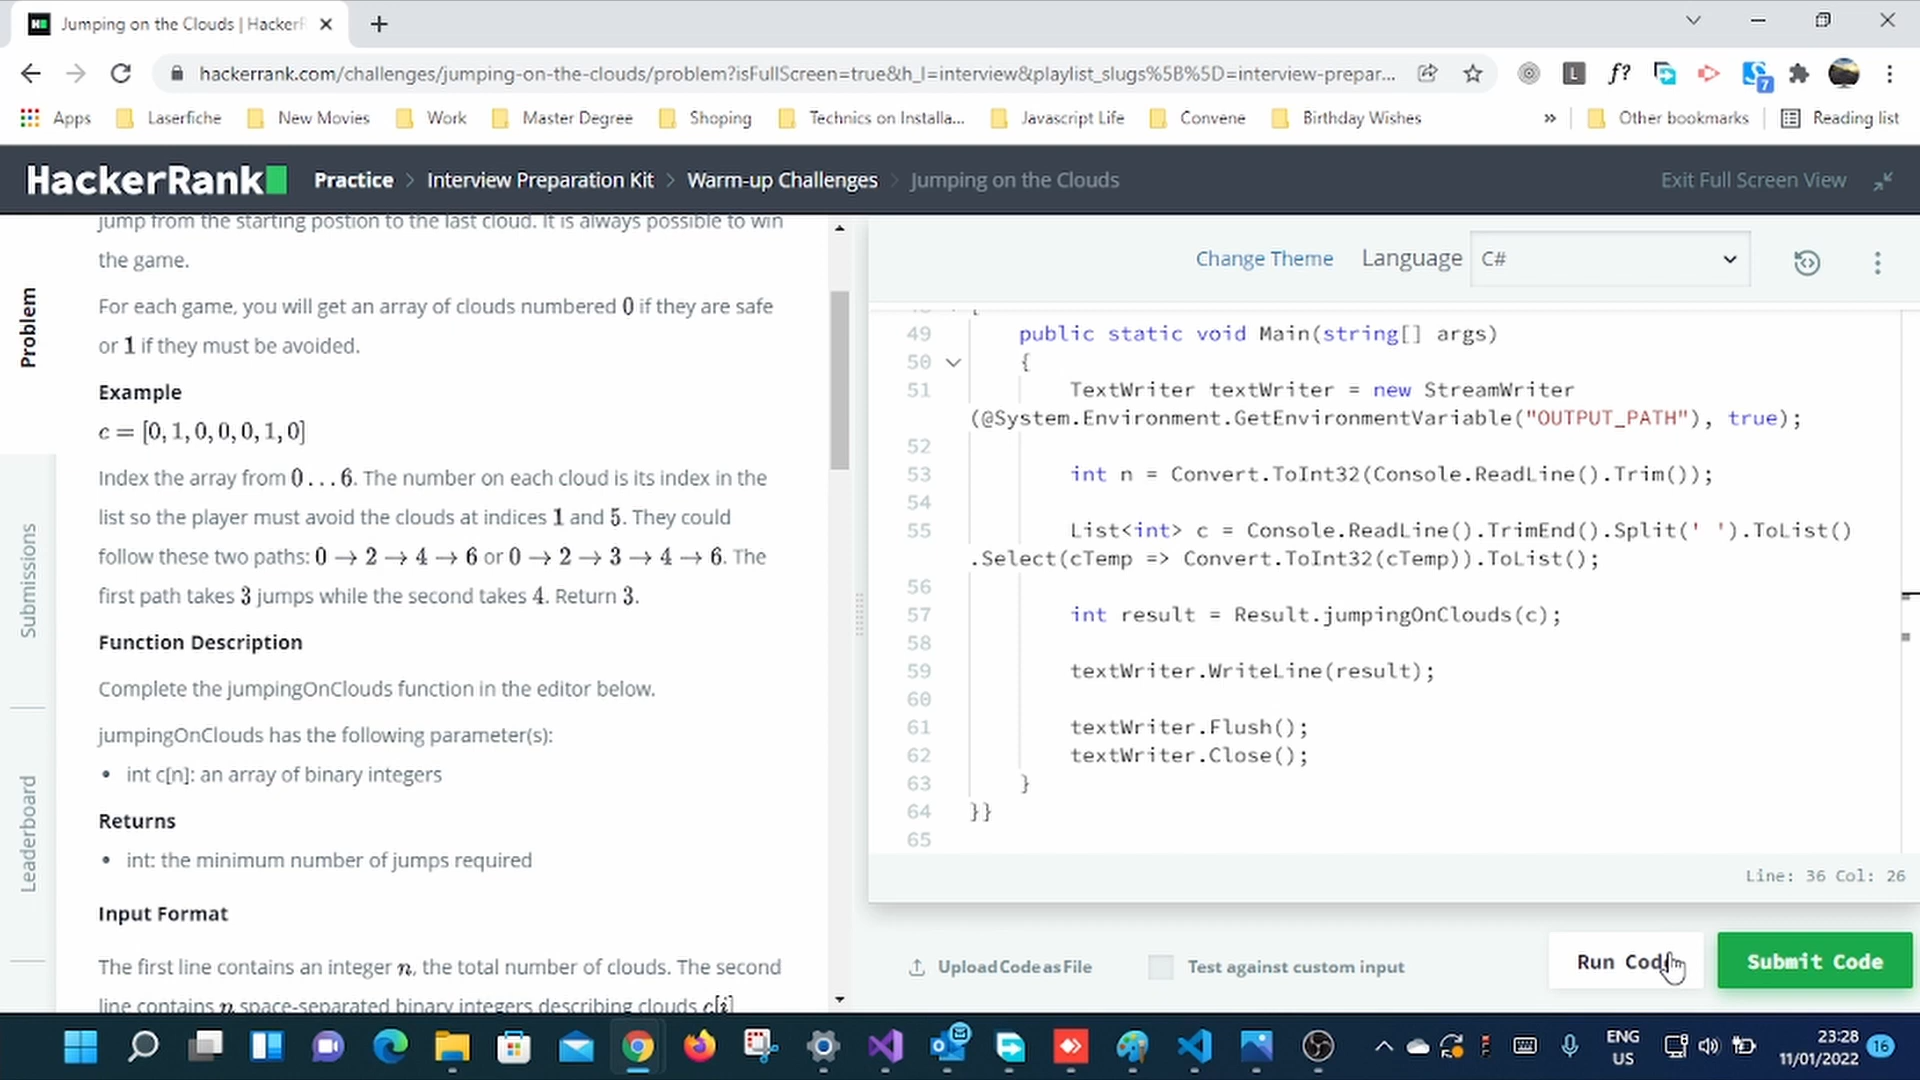 Jumping on the Clouds | HackerR
hackerrank.com/challenges/jumping-on-the-clouds/problem?isFullScreen=true&h_l=interview&playlist_slugs%5B%5D=interview-prepar...
L
f?
7
Apps
Laserfiche
New Movies
Work
Master Degree
Shoping
Technics on Installa...
Javascript Life
Convene
Birthday Wishes
»
Other bookmarks
Reading list
HackerRank
Practice > Interview Preparation Kit > Warm-up Challenges > Jumping on the Clouds
Exit Full Screen View
Problem
Submissions
Leaderboard
jump from the starting postion to the last cloud. It is always possible to win
the game.
For each game, you will get an array of clouds numbered 0 if they are safe
or 1 if they must be avoided.
Example
c = [0, 1, 0, 0, 0, 1, 0]
Index the array from 0 . . . 6. The number on each cloud is its index in the
list so the player must avoid the clouds at indices 1 and 5. They could
follow these two paths: 0 → 2 → 4 → 6 or 0 → 2 → 3 → 4 → 6. The
first path takes 3 jumps while the second takes 4. Return 3.
Function Description
Complete the jumpingOnClouds function in the editor below.
jumpingOnClouds has the following parameter(s):
• int c[n]: an array of binary integers
Returns
• int: the minimum number of jumps required
Input Format
The first line contains an integer n, the total number of clouds. The second
line contains n space-separated binary integers describing clouds c[i]
Change Theme
Language
C#
49 public static void Main(string[] args)
50 {
51 TextWriter textWriter = new StreamWriter
(@System.Environment.GetEnvironmentVariable("OUTPUT_PATH"), true);
52
53 int n = Convert.ToInt32(Console.ReadLine().Trim());
54
55 List<int> c = Console.ReadLine().TrimEnd().Split(' ').ToList()
.Select(cTemp => Convert.ToInt32(cTemp)).ToList();
56
57 int result = Result.jumpingOnClouds(c);
58
59 textWriter.WriteLine(result);
60
61 textWriter.Flush();
62 textWriter.Close();
63 }
64 }}
65
Line: 36 Col: 26
Upload Code as File
Test against custom input
Run Code
Submit Code
ENG
US
23:28
11/01/2022
16